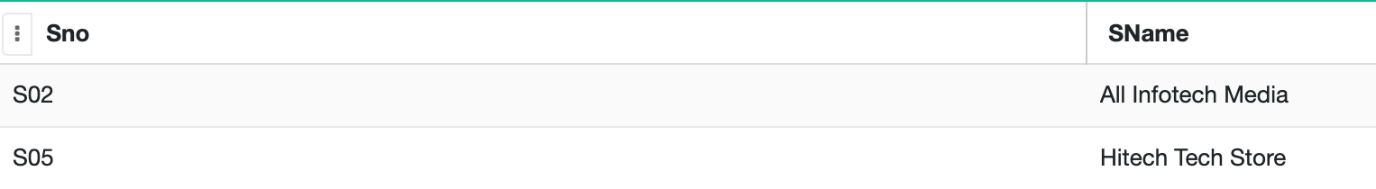 Sno SName
S02 All Infotech Media
S05 Hitech Tech Store